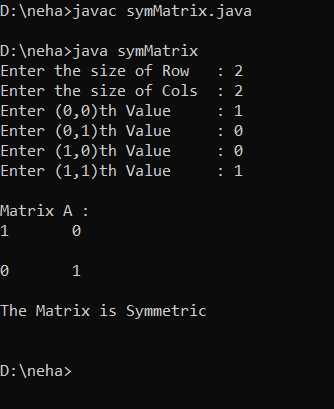 D:\neha>javac symMatrix.java
D:\neha>java symMatrix
Enter the size of Row   : 2
Enter the size of Cols  : 2
Enter (0,0)th Value     : 1
Enter (0,1)th Value     : 0
Enter (1,0)th Value     : 0
Enter (1,1)th Value     : 1
Matrix A :
1       0
0       1
The Matrix is Symmetric
D:\neha>